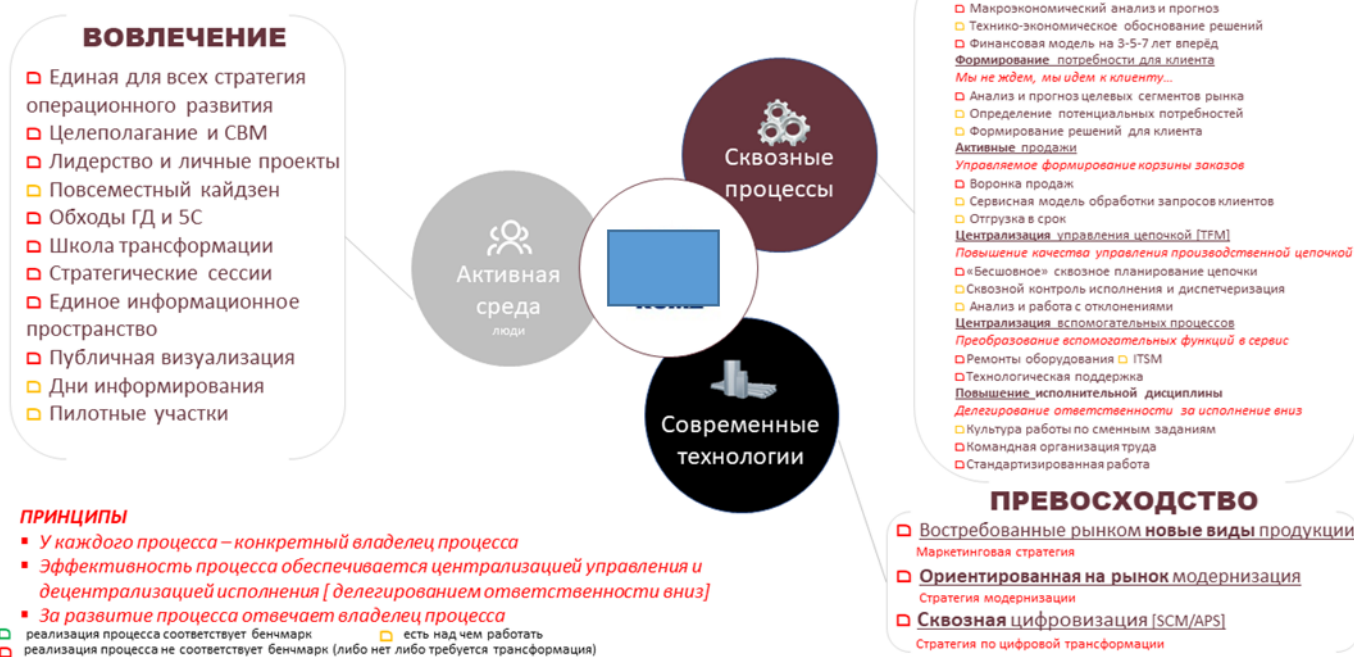 ВОВЛЕЧЕНИЕ
Единая для всех стратегия
операционного развития
Целеполагание и СВМ
Лидерство и личные проекты
Повсеместный кайдзен
Обходы ГД и 5С
Школа трансформации
Стратегические сессии
Единое информационное
пространство
Публичная визуализация
Дни информирования
Пилотные участки
Активная
среда
люди
Сквозные
процессы
Современные
технологии
Макроэкономический анализ и прогноз
Технико-экономическое обоснование решений
Финансовая модель на 3-5-7 лет вперёд
Формирование потребности для клиента
Мы не ждем, мы идем к клиенту...
Анализ и прогноз целевых сегментов рынка
Определение потенциальных потребностей
Формирование решений для клиента
Активные продажи
Управляемое формирование корзины заказов
Воронка продаж
Сервисная модель обработки запросов клиентов
Отгрузка в срок
Централизация управления цепочкой [TFM]
Повышение качества управления производственной цепочкой
«Бесшовное» сквозное планирование цепочки
Сквозной контроль исполнения и диспетчеризация
Анализ и работа с отклонениями
Централизация вспомогательных процессов
Преобразование вспомогательных функций в сервис
Ремонты оборудования ITSM
Технологическая поддержка
Повышение исполнительной дисциплины
Делегирование ответственности за исполнение вниз
Культура работы по сменным заданиям
Командная организация труда
Стандартизированная работа
ПРЕВОСХОДСТВО
Востребованные рынком новые виды продукции
Маркетинговая стратегия
Ориентированная на рынок модернизация
Стратегия модернизации
Сквозная цифровизация [SCM/APS]
Стратегия по цифровой трансформации
ПРИНЦИПЫ
У каждого процесса – конкретный владелец процесса
Эффективность процесса обеспечивается централизацией управления и
децентрализацией исполнения [ делегированием ответственности вниз]
За развитие процесса отвечает владелец процесса
реализация процесса соответствует бенчмарк есть над чем работать
реализация процесса не соответствует бенчмарк (либо нет либо требуется трансформация)